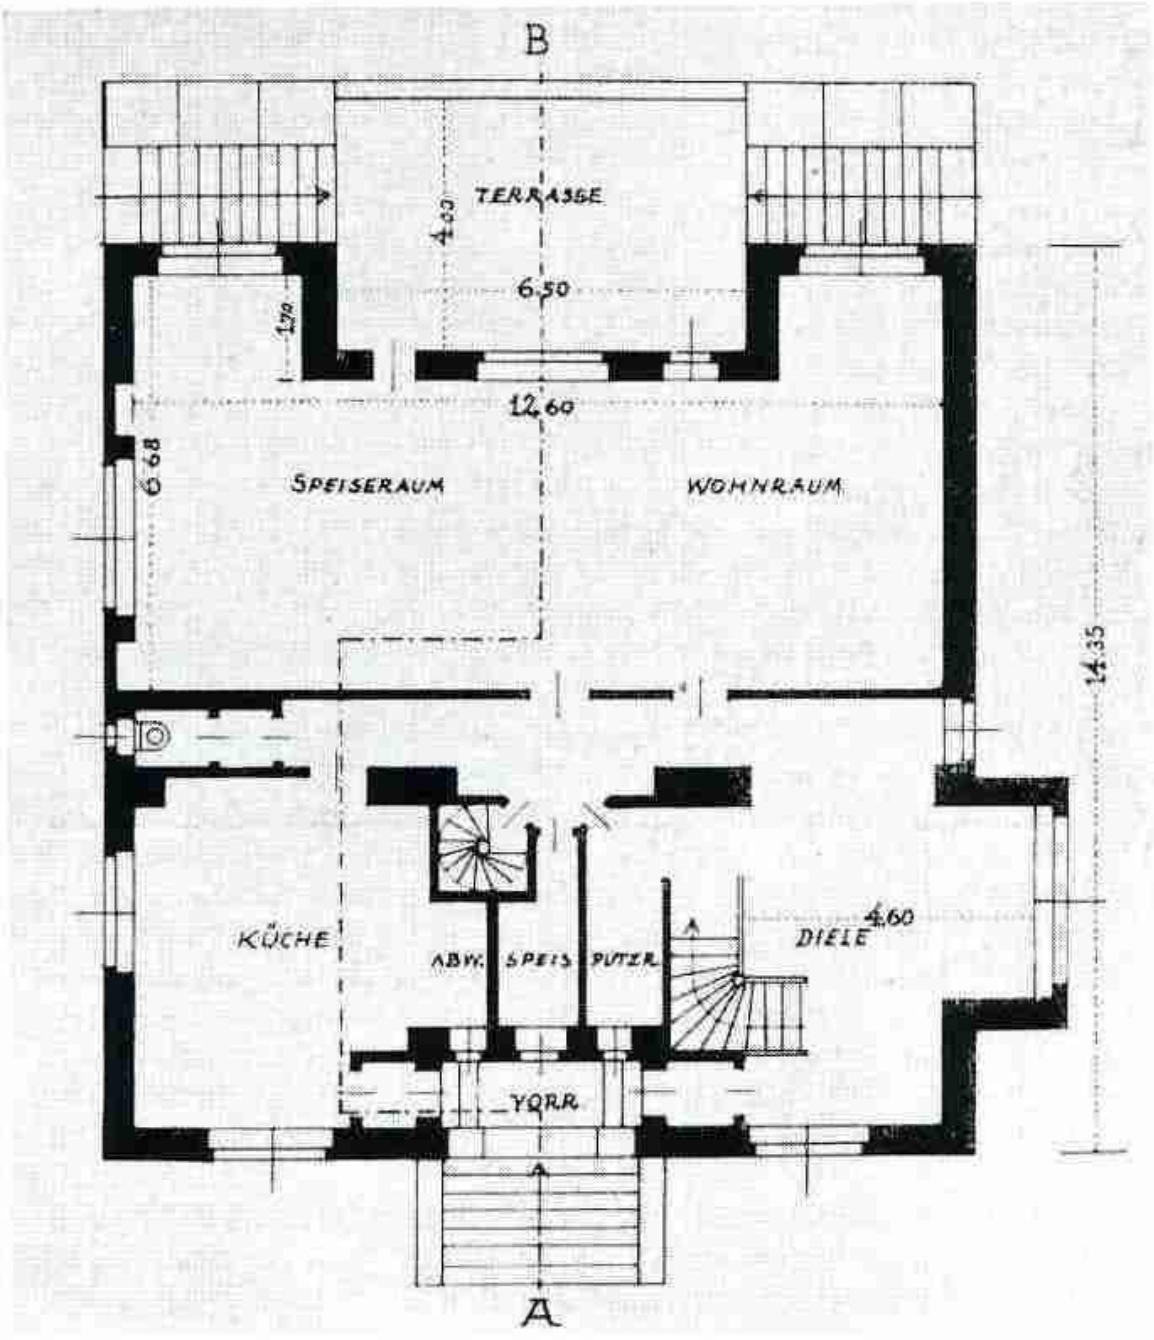 B
TERRASSE
4.00
6.50
1.70
12.60
6.68
SPEISERAUM
WOHNRAUM
14.35
4.60
KÜCHE
DIELE
ABW.
SPEIS
PUTZR.
VORR.
A